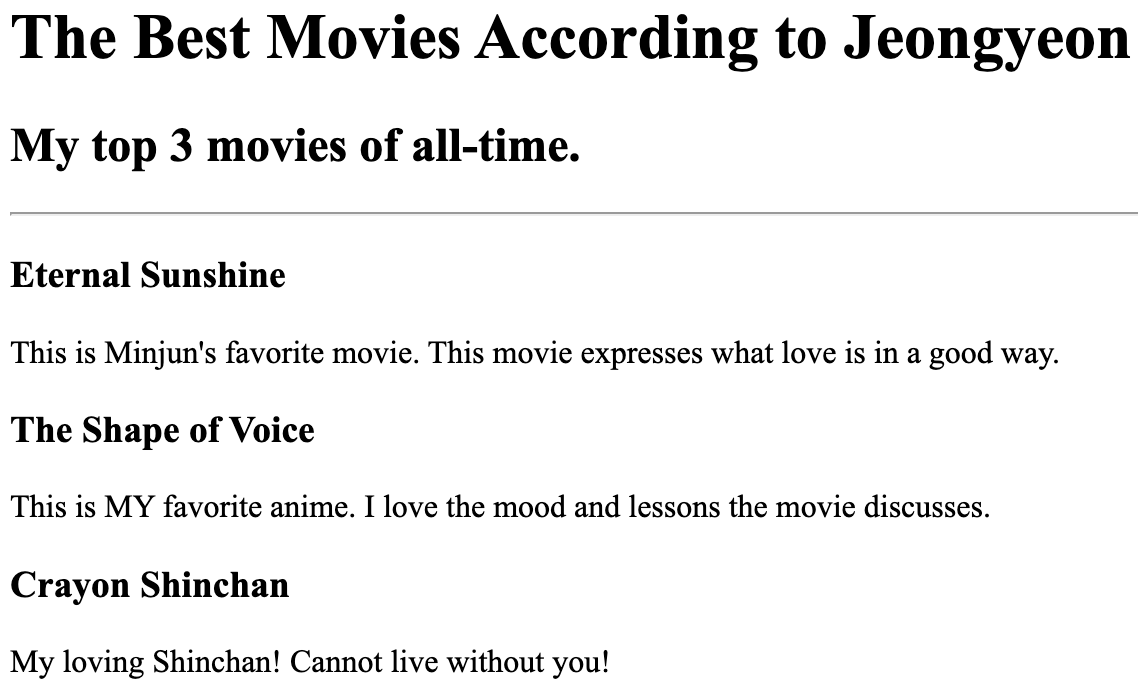 The Best Movies According to Jeongyeon
My top 3 movies of all-time.
Eternal Sunshine
This is Minjun's favorite movie. This movie expresses what love is in a good way.
The Shape of Voice
This is MY favorite anime. I love the mood and lessons the movie discusses.
Crayon Shinchan
My loving Shinchan! Cannot live without you!